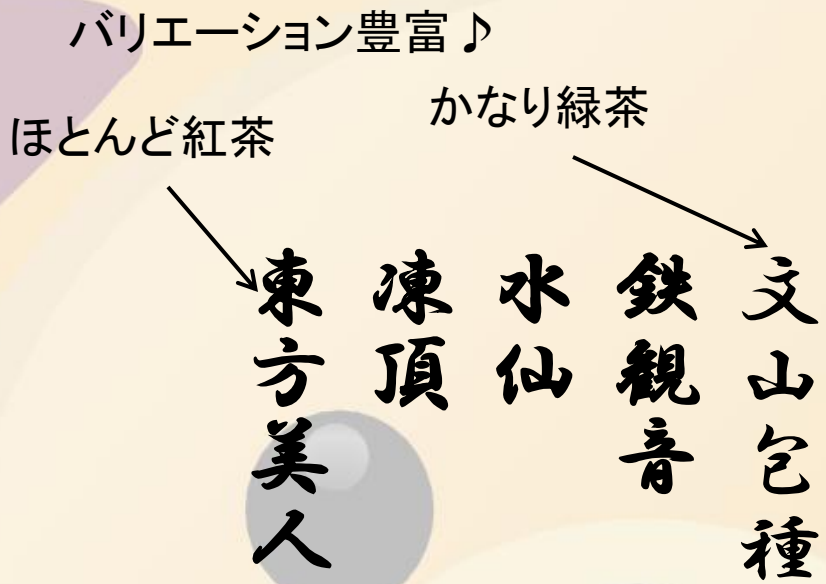 バリエーション豊富♪
ほとんど紅茶
かなり緑茶
文山包種
鉄観音
水仙
凍頂
東方美人